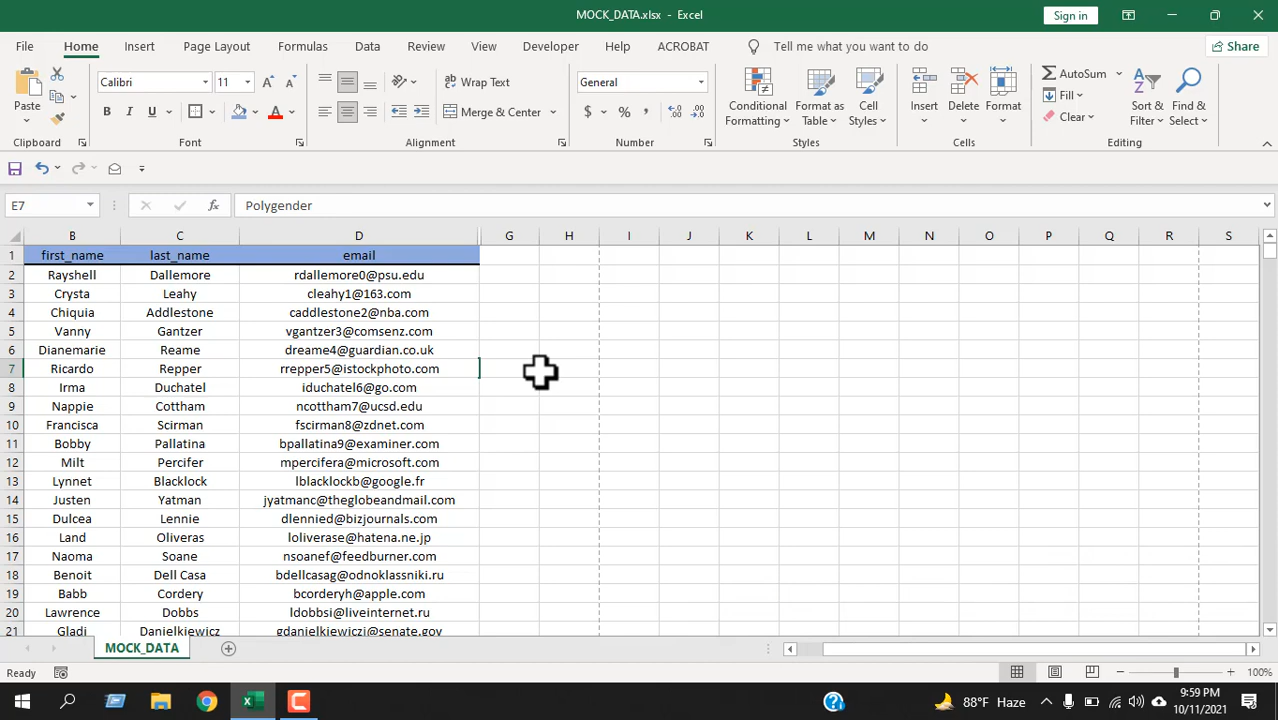 MOCK_DATA.xlsx - Excel
Sign in
File Home Insert Page Layout Formulas Data Review View Developer Help ACROBAT Tell me what you want to do Share
Paste
Calibri 11
B I U A
Wrap Text
Merge & Center
General
$ % ,
Conditional Formatting
Format as Table
Cell Styles
Insert Delete Format
AutoSum
Fill
Clear
Sort & Filter
Find & Select
Clipboard Font Alignment Number Styles Cells Editing
E7 fx Polygender
B C D G H I J K L M N O P Q R S
1 first_name last_name email
2 Rayshell Dallemore rdallemore0@psu.edu
3 Crysta Leahy cleahy1@163.com
4 Chiquia Addlestone caddlestone2@nba.com
5 Vanny Gantzer vgantzer3@comsenz.com
6 Dianemarie Reame dreame4@guardian.co.uk
7 Ricardo Repper rrepper5@istockphoto.com
8 Irma Duchatel iduchatel6@go.com
9 Nappie Cottham ncottham7@ucsd.edu
10 Francisca Scirman fscirman8@zdnet.com
11 Bobby Pallatina bpallatina9@examiner.com
12 Milt Percifer mpercifera@microsoft.com
13 Lynnet Blacklock lblacklockb@google.fr
14 Justen Yatman jyatmanc@theglobeandmail.com
15 Dulcea Lennie dlennied@bizjournals.com
16 Land Oliveras loliverase@hatena.ne.jp
17 Naoma Soane nsoanef@feedburner.com
18 Benoit Dell Casa bdellcasag@odnoklassniki.ru
19 Babb Cordery bcorderyh@apple.com
20 Lawrence Dobbs ldobbsi@liveinternet.ru
21 Gladi Danielkiewicz gdanielkiewiczj@senate.gov
MOCK_DATA
Ready 100%
88°F Haze 9:59 PM
10/11/2021